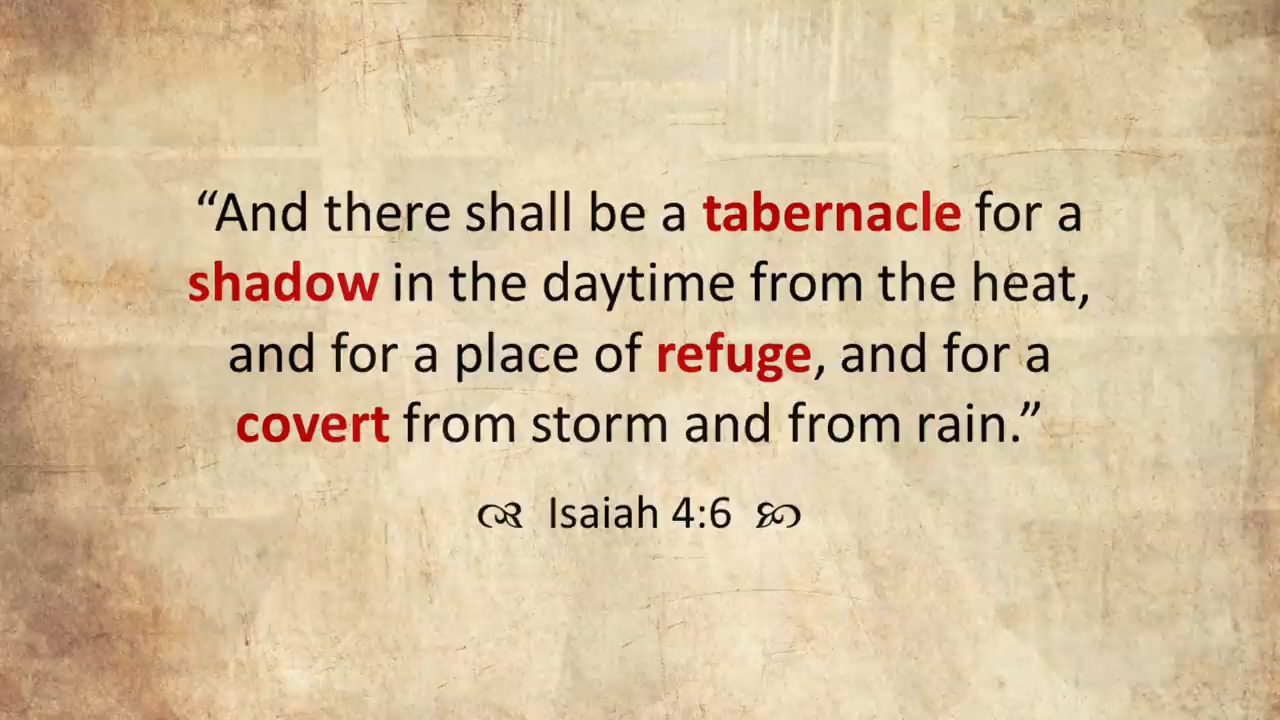 “And there shall be a tabernacle for a
shadow in the daytime from the heat,
and for a place of refuge, and for a
covert from storm and from rain.”
Isaiah 4:6